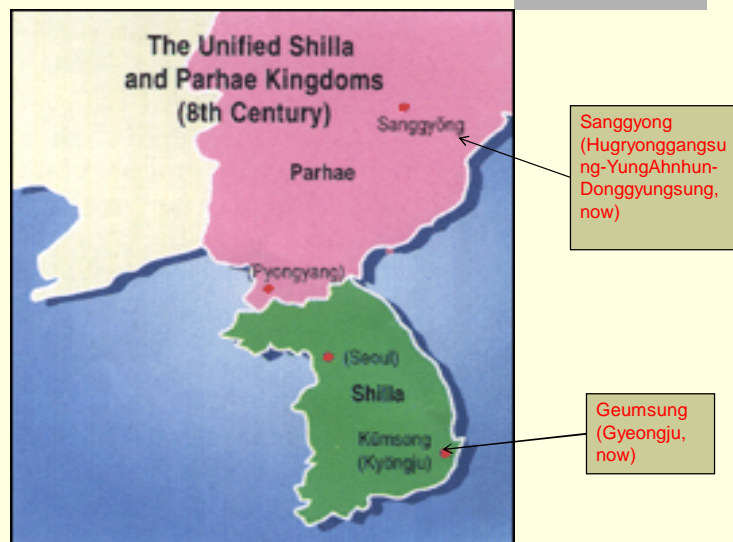 The Unified Shilla
and Parhae Kingdoms
(8th Century)
Sanggyŏng
Parhae
(Pyongyang)
(Seoul)
Shilla
Kŭmsong
(Kyŏngju)
Sanggyong
(Hugryonggangsu
ng-YungAhnhun-
Donggyungsung,
now)
Geumsung
(Gyeongju,
now)